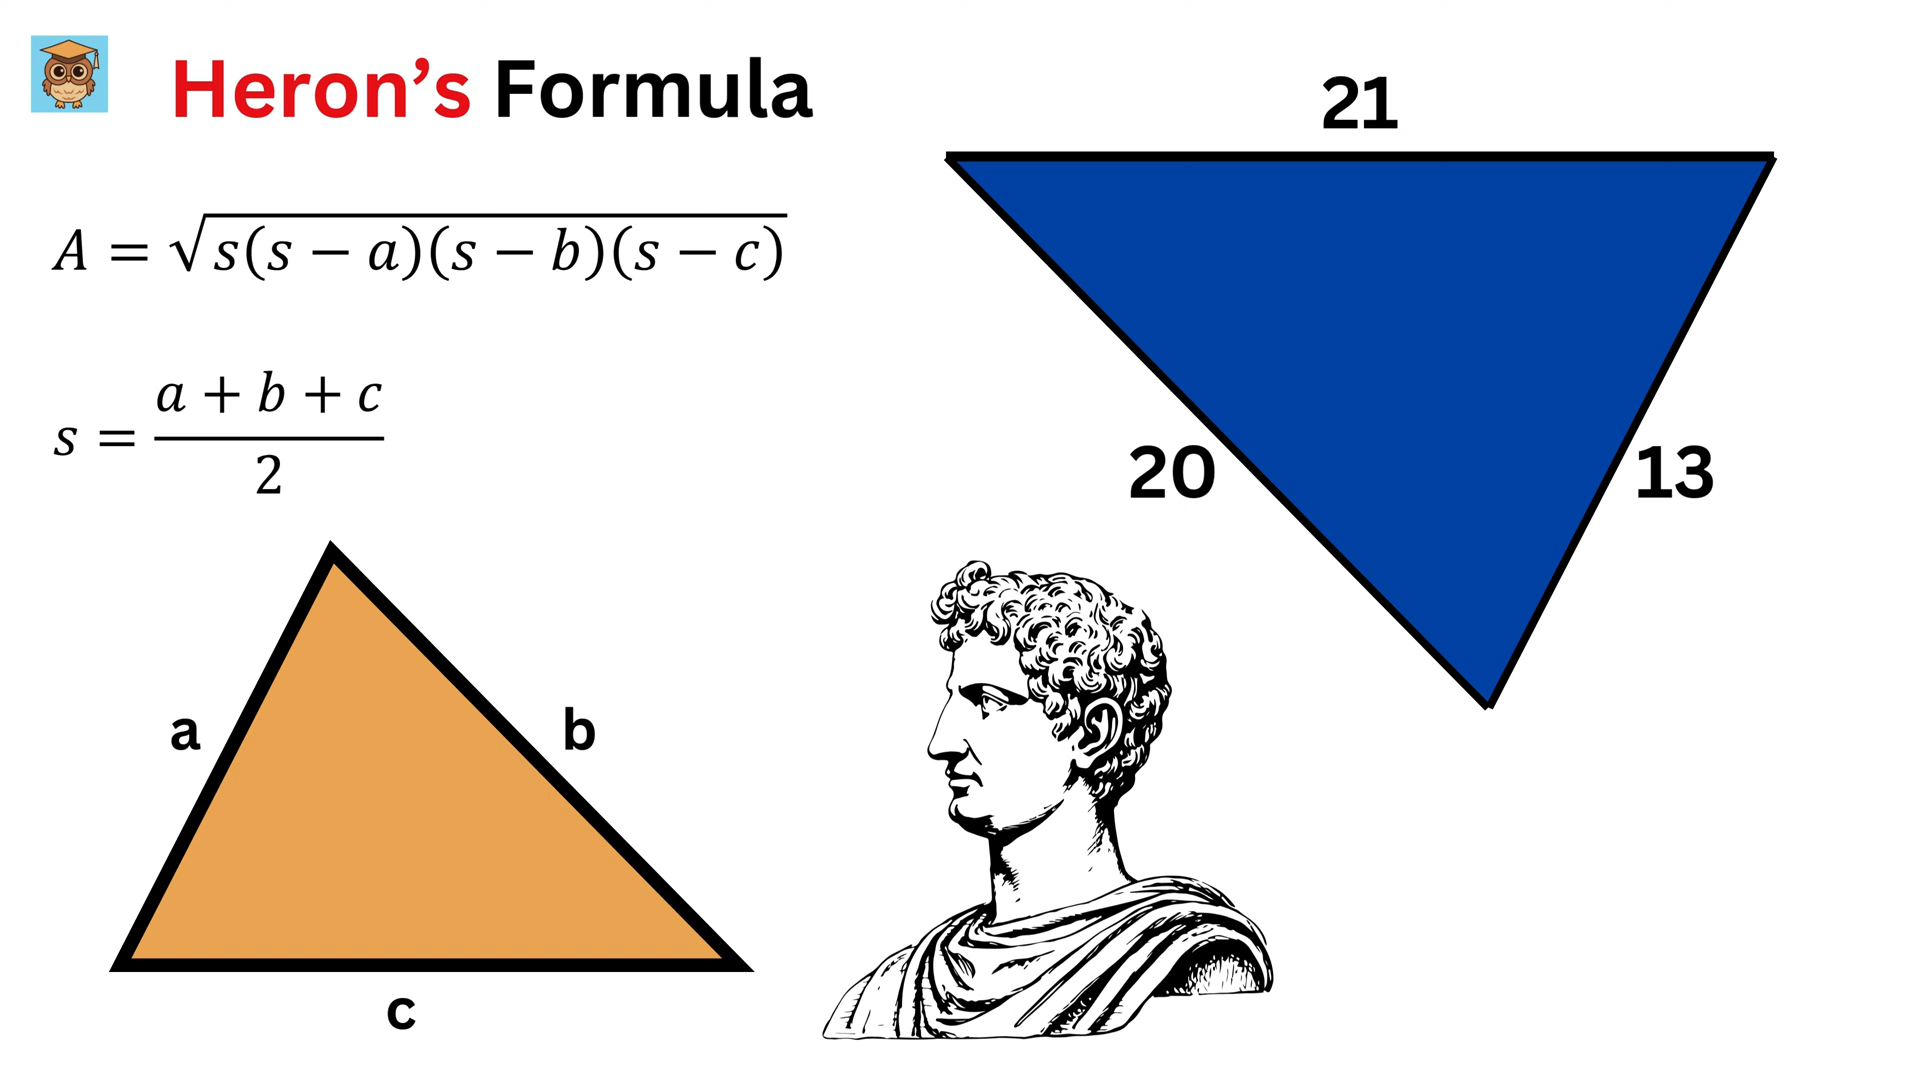 Heron’s Formula
A = √s(s − a)(s − b)(s − c)
s = a + b + c / 2
a
b
c
21
20
13